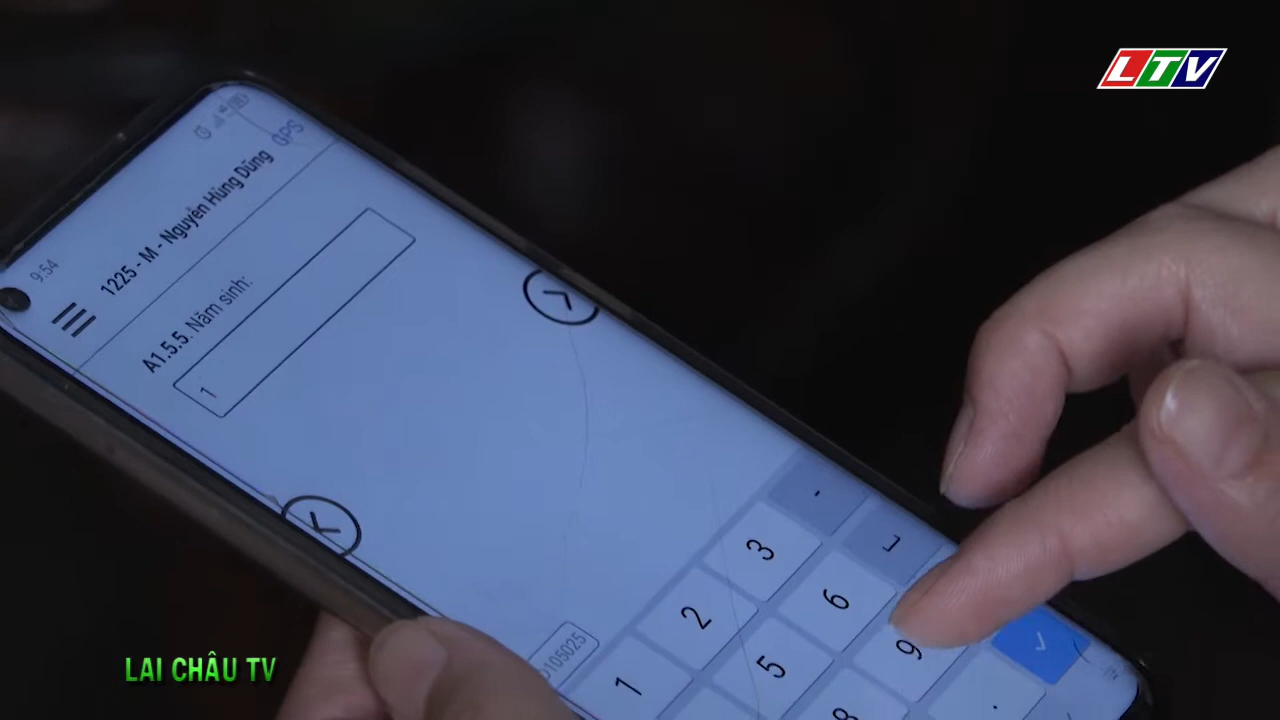 LTV
9:54
GPS
1225 - M - Nguyễn Hùng Dũng
A1.5.5. Năm sinh:
1
1
2
3
-
5
6
8
9
.
LAI CHÂU TV